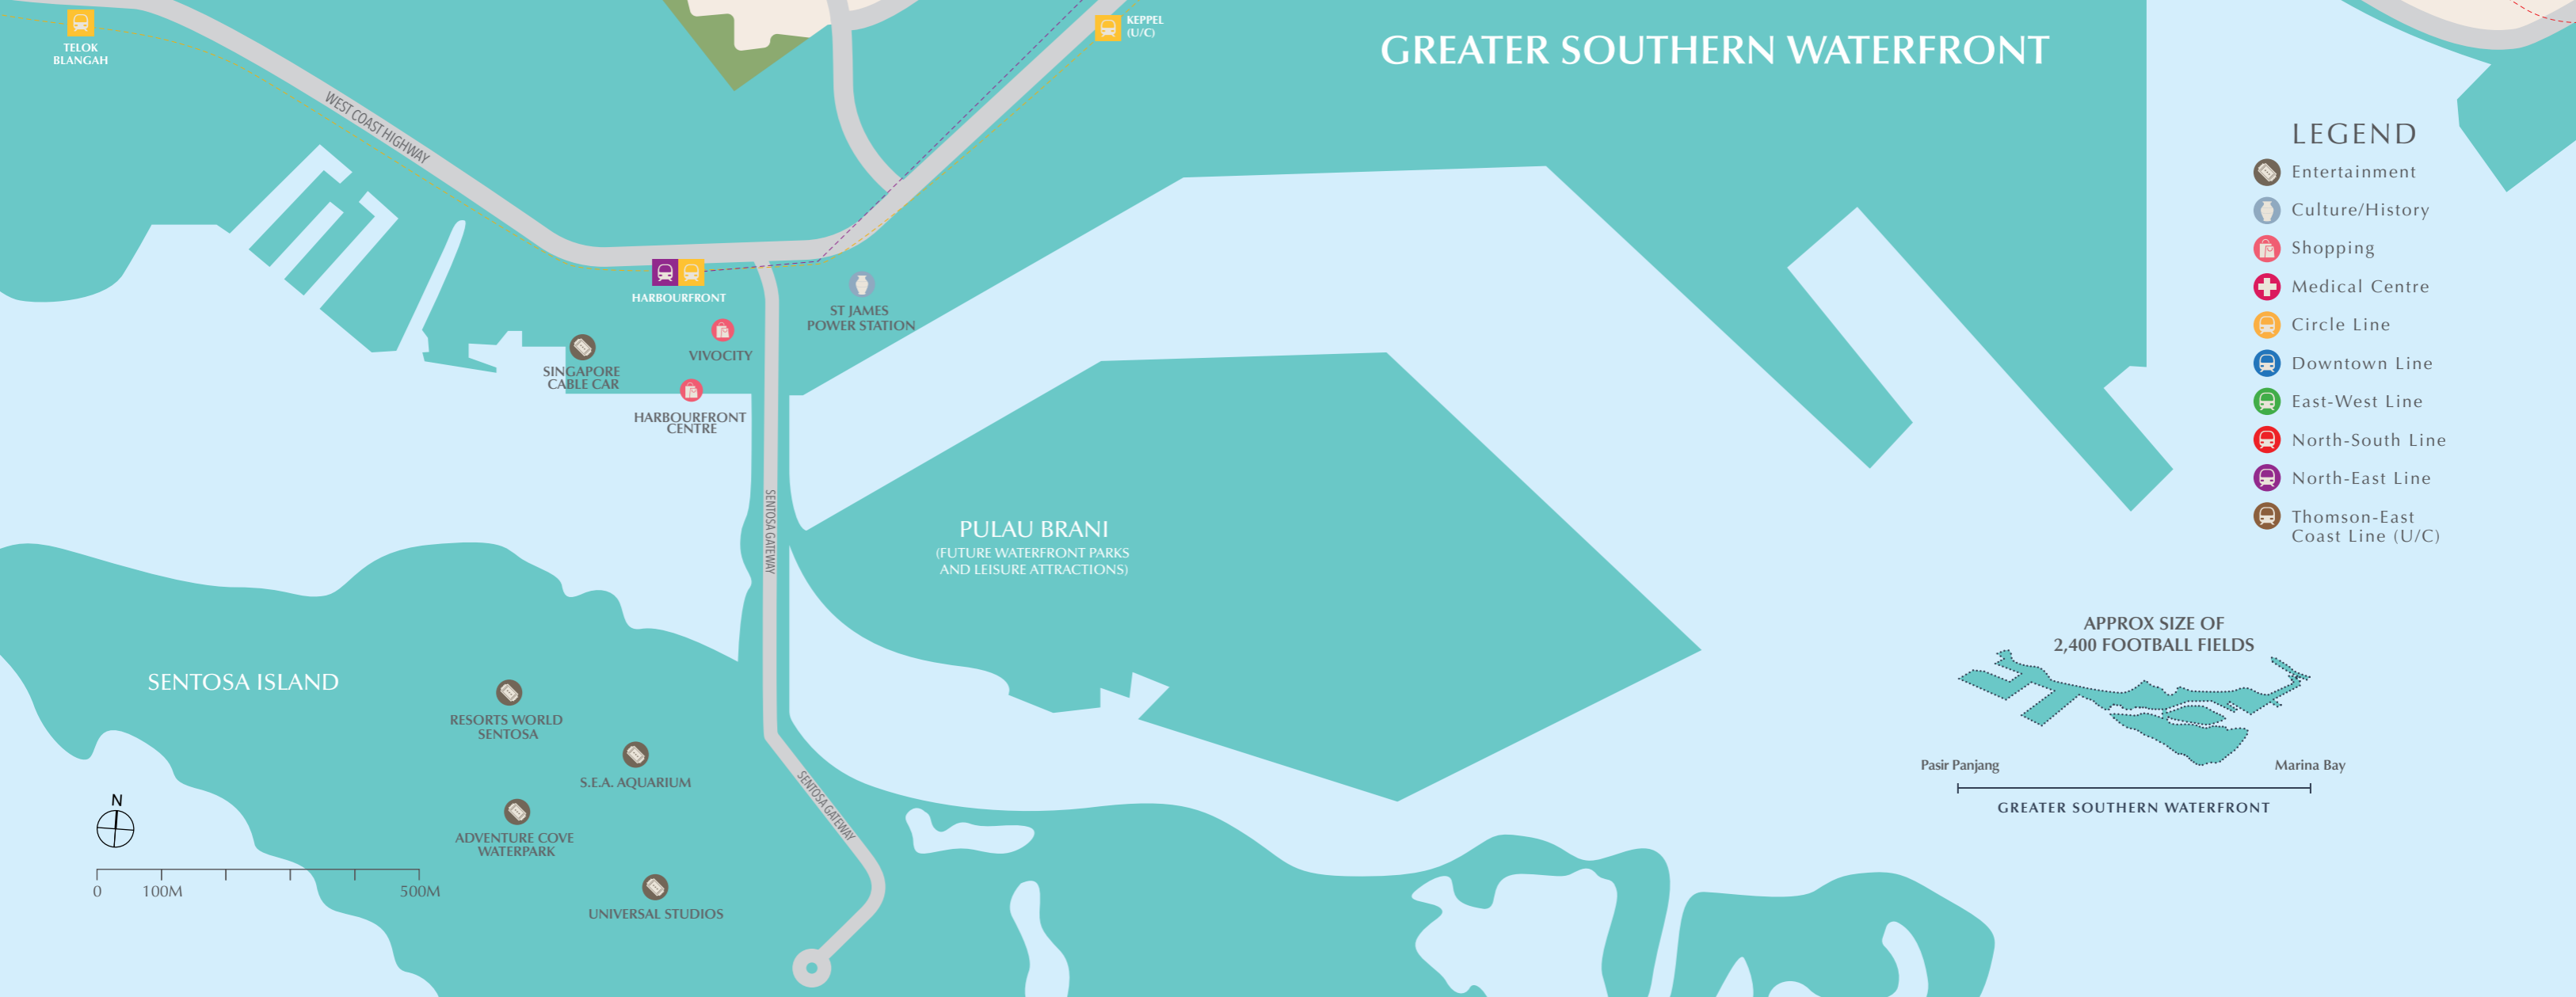 TELOK
BLANGAH
KEPPEL
(U/C)
GREATER SOUTHERN WATERFRONT
WEST COAST HIGHWAY
HARBOURFRONT
ST JAMES
POWER STATION
VIVOCITY
SINGAPORE
CABLE CAR
HARBOURFRONT
CENTRE
SENTOSA GATEWAY
PULAU BRANI
(FUTURE WATERFRONT PARKS
AND LEISURE ATTRACTIONS)
SENTOSA ISLAND
RESORTS WORLD
SENTOSA
S.E.A. AQUARIUM
SENTOSA GATEWAY
ADVENTURE COVE
WATERPARK
UNIVERSAL STUDIOS
N
0
100M
500M
LEGEND
Entertainment
Culture/History
Shopping
Medical Centre
Circle Line
Downtown Line
East-West Line
North-South Line
North-East Line
Thomson-East
Coast Line (U/C)
APPROX SIZE OF
2,400 FOOTBALL FIELDS
Pasir Panjang
Marina Bay
GREATER SOUTHERN WATERFRONT